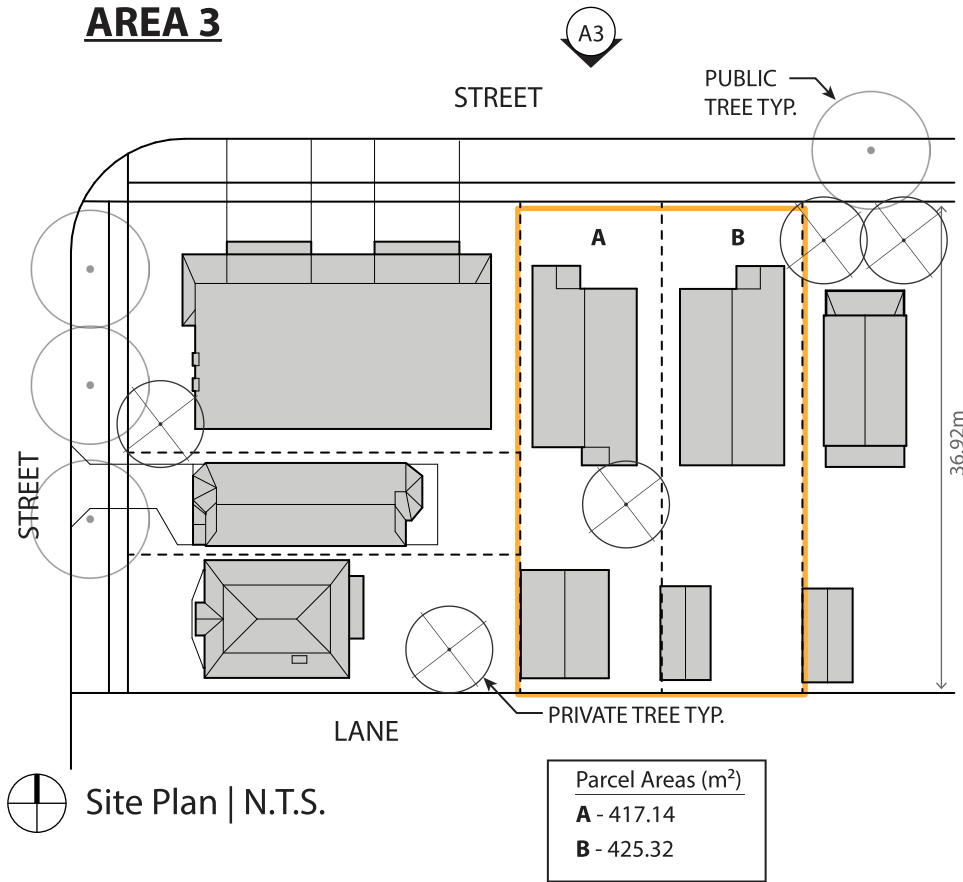 AREA 3
A3
STREET
PUBLIC
TREE TYP.
A
B
36.92m
STREET
PRIVATE TREE TYP.
LANE
Site Plan | N.T.S.
Parcel Areas (m²)
A - 417.14
B - 425.32